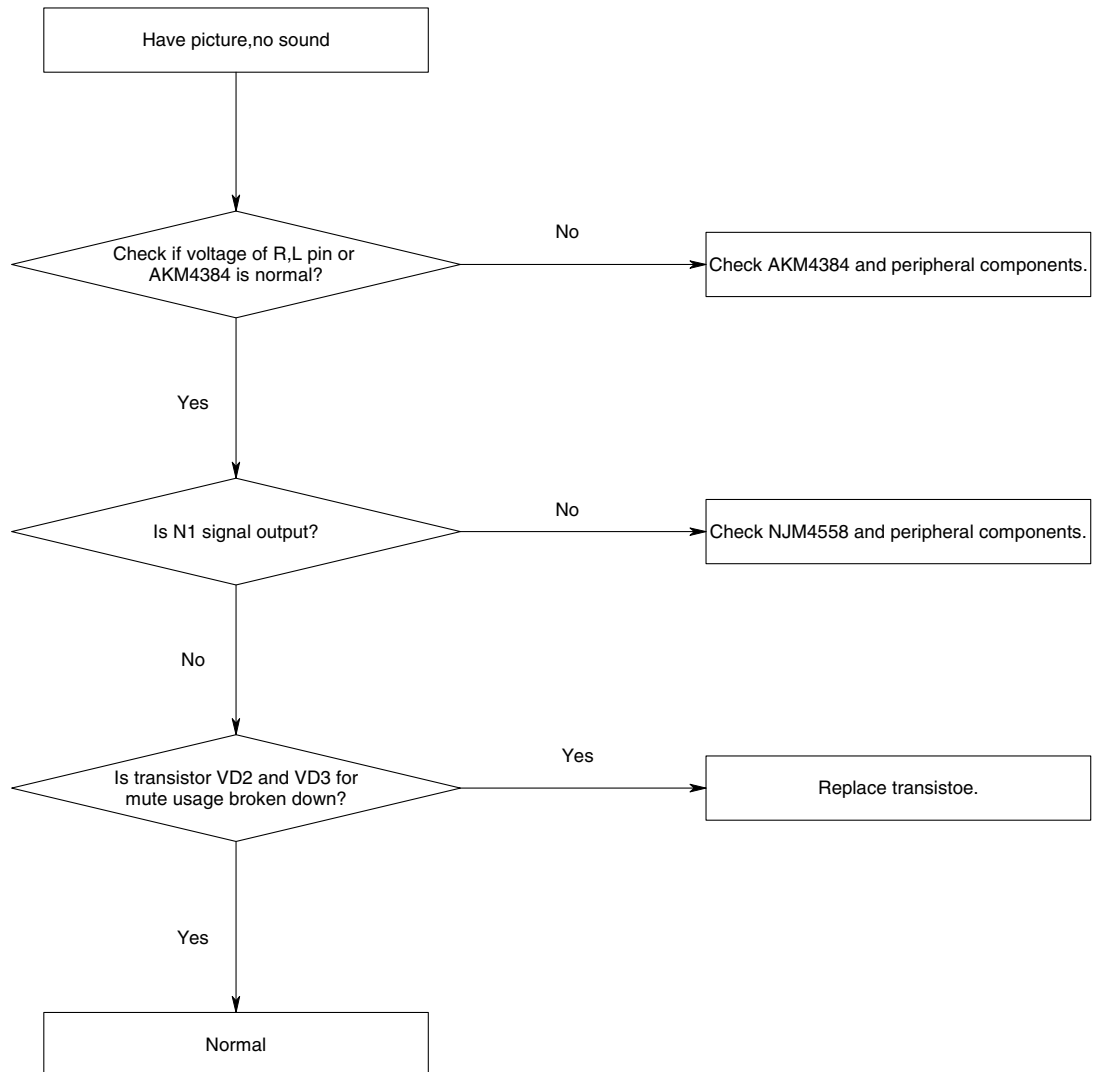 Have picture,no sound
Check if voltage of R,L pin or
AKM4384 is normal?
No
Check AKM4384 and peripheral components.
Yes
Is N1 signal output?
No
Check NJM4558 and peripheral components.
No
Is transistor VD2 and VD3 for
mute usage broken down?
Yes
Replace transistoe.
Yes
Normal